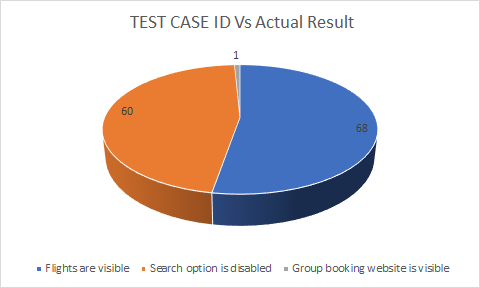 TEST CASE ID Vs Actual Result
1
60
68
Flights are visible
Search option is disabled
Group booking website is visible